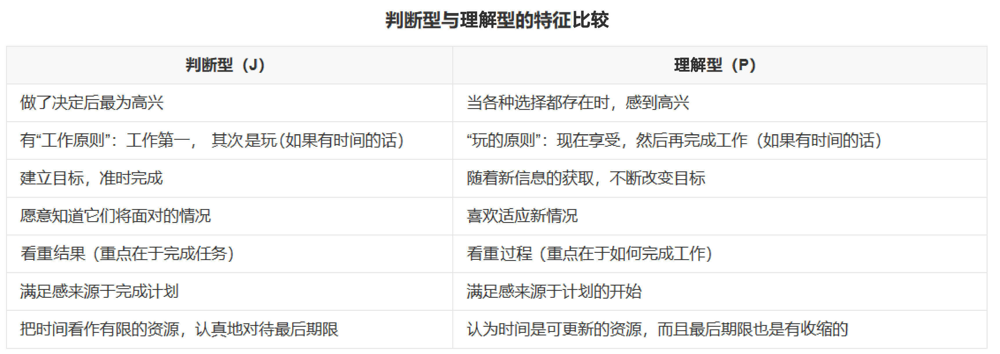 判断型与理解型的特征比较
判断型（J） 理解型（P）
做了决定后最为高兴 当各种选择都存在时，感到高兴
有“工作原则”：工作第一， 其次是玩(如果有时间的话） “玩的原则”：现在享受，然后再完成工作（如果有时间的话）
建立目标，准时完成 随着新信息的获取，不断改变目标
愿意知道它们将面对的情况 喜欢适应新情况
看重结果（重点在于完成任务） 看重过程（重点在于如何完成工作）
满足感来源于完成计划 满足感来源于计划的开始
把时间看作有限的资源，认真地对待最后期限 认为时间是可更新的资源，而且最后期限也是有收缩的